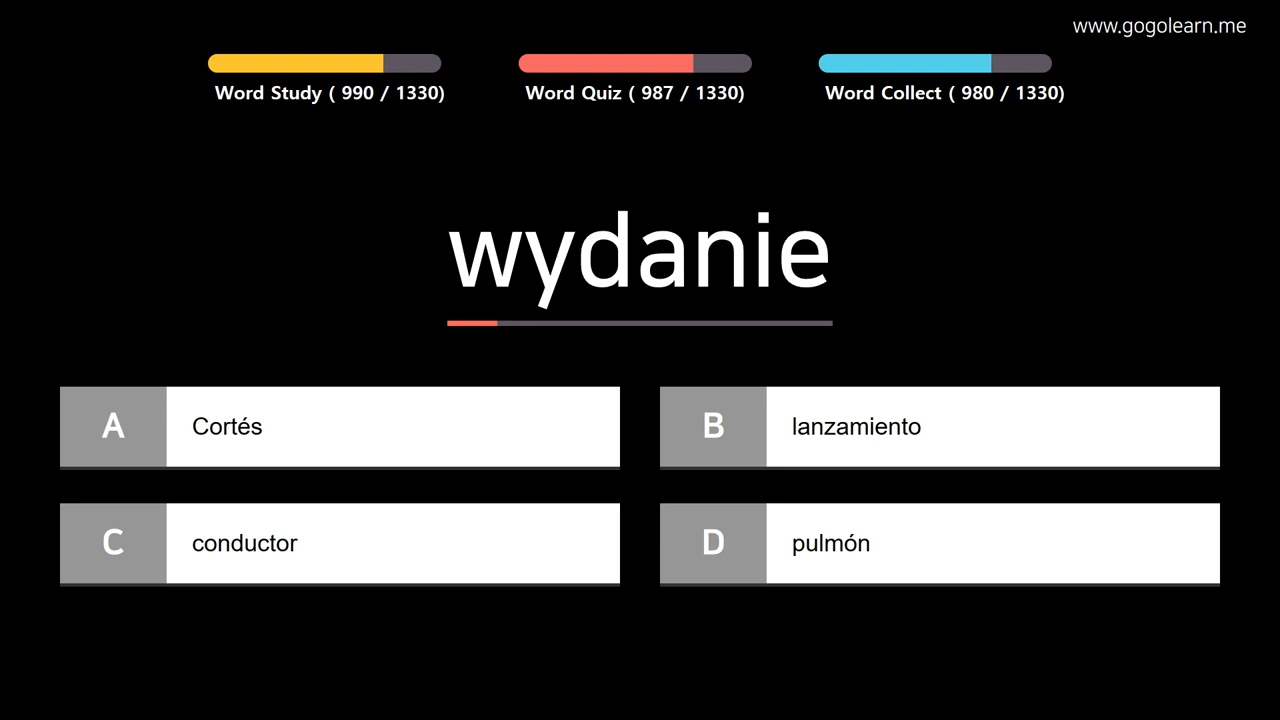 www.gogolearn.me
Word Study ( 990 / 1330)
Word Quiz ( 987 / 1330)
Word Collect ( 980 / 1330)
wydanie
A
Cortés
B
lanzamiento
C
conductor
D
pulmón